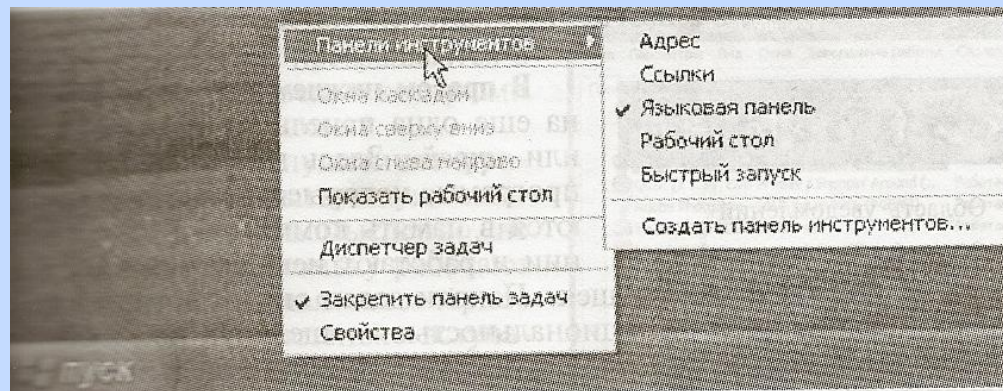 Панели инструментов
Окна каскадом
Окна сверху вниз
Окна слева направо
Показать рабочий стол
Диспетчер задач
Закрепить панель задач
Свойства
Адрес
Ссылки
Языковая панель
Рабочий стол
Быстрый запуск
Создать панель инструментов...
пуск